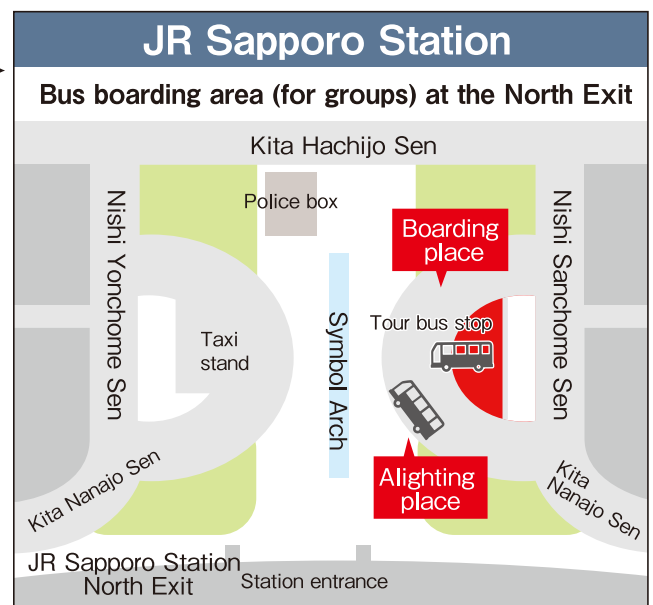 JR Sapporo Station
Bus boarding area (for groups) at the North Exit
Kita Hachijo Sen
Police box
Nishi Yonchome Sen
Nishi Sanchome Sen
Boarding
place
Tour bus stop
Taxi
stand
Symbol Arch
Alighting
place
Kita Nanajo Sen
Kita
Nanajo Sen
JR Sapporo Station
North Exit
Station entrance